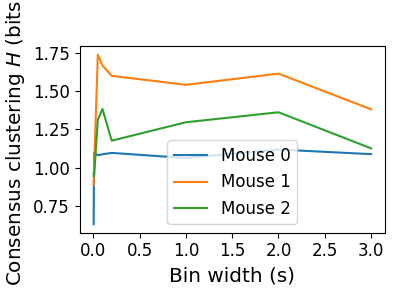 Consensus clustering H (bits
1.75
1.50
1.25
1.00
0.75
Mouse 0
Mouse 1
Mouse 2
0.0 0.5 1.0 1.5 2.0 2.5 3.0
Bin width (s)